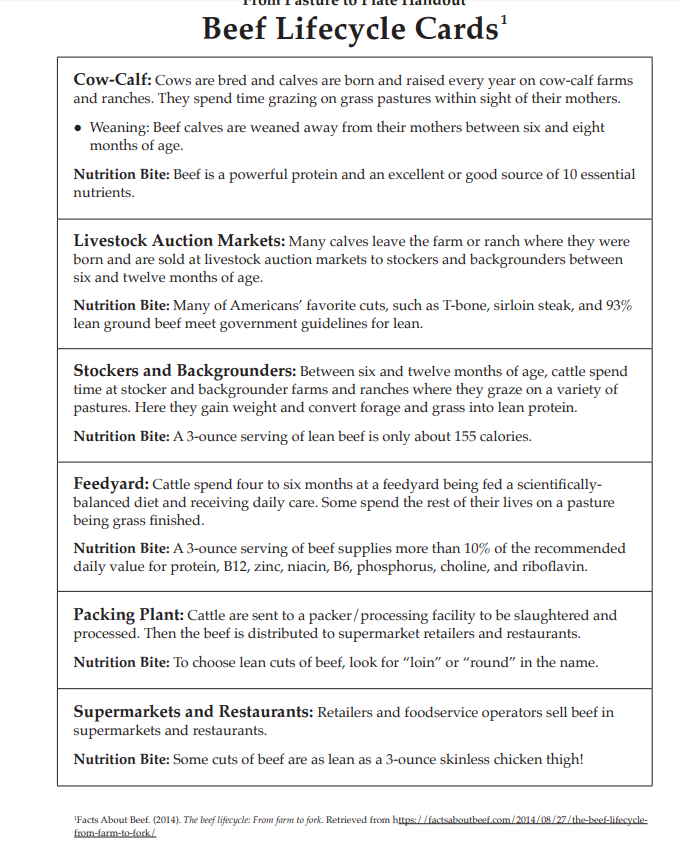 From Pasture to Plate Handout
Beef Lifecycle Cards¹
Cow-Calf: Cows are bred and calves are born and raised every year on cow-calf farms
and ranches. They spend time grazing on grass pastures within sight of their mothers.
● Weaning: Beef calves are weaned away from their mothers between six and eight
months of age.
Nutrition Bite: Beef is a powerful protein and an excellent or good source of 10 essential
nutrients.
Livestock Auction Markets: Many calves leave the farm or ranch where they were
born and are sold at livestock auction markets to stockers and backgrounders between
six and twelve months of age.
Nutrition Bite: Many of Americans’ favorite cuts, such as T-bone, sirloin steak, and 93%
lean ground beef meet government guidelines for lean.
Stockers and Backgrounders: Between six and twelve months of age, cattle spend
time at stocker and backgrounder farms and ranches where they graze on a variety of
pastures. Here they gain weight and convert forage and grass into lean protein.
Nutrition Bite: A 3-ounce serving of lean beef is only about 155 calories.
Feedyard: Cattle spend four to six months at a feedyard being fed a scientifically-
balanced diet and receiving daily care. Some spend the rest of their lives on a pasture
being grass finished.
Nutrition Bite: A 3-ounce serving of beef supplies more than 10% of the recommended
daily value for protein, B12, zinc, niacin, B6, phosphorus, choline, and riboflavin.
Packing Plant: Cattle are sent to a packer/processing facility to be slaughtered and
processed. Then the beef is distributed to supermarket retailers and restaurants.
Nutrition Bite: To choose lean cuts of beef, look for “loin” or “round” in the name.
Supermarkets and Restaurants: Retailers and foodservice operators sell beef in
supermarkets and restaurants.
Nutrition Bite: Some cuts of beef are as lean as a 3-ounce skinless chicken thigh!
¹Facts About Beef. (2014). The beef lifecycle: From farm to fork. Retrieved from https://factsaboutbeef.com/2014/08/27/the-beef-lifecycle-
from-farm-to-fork/